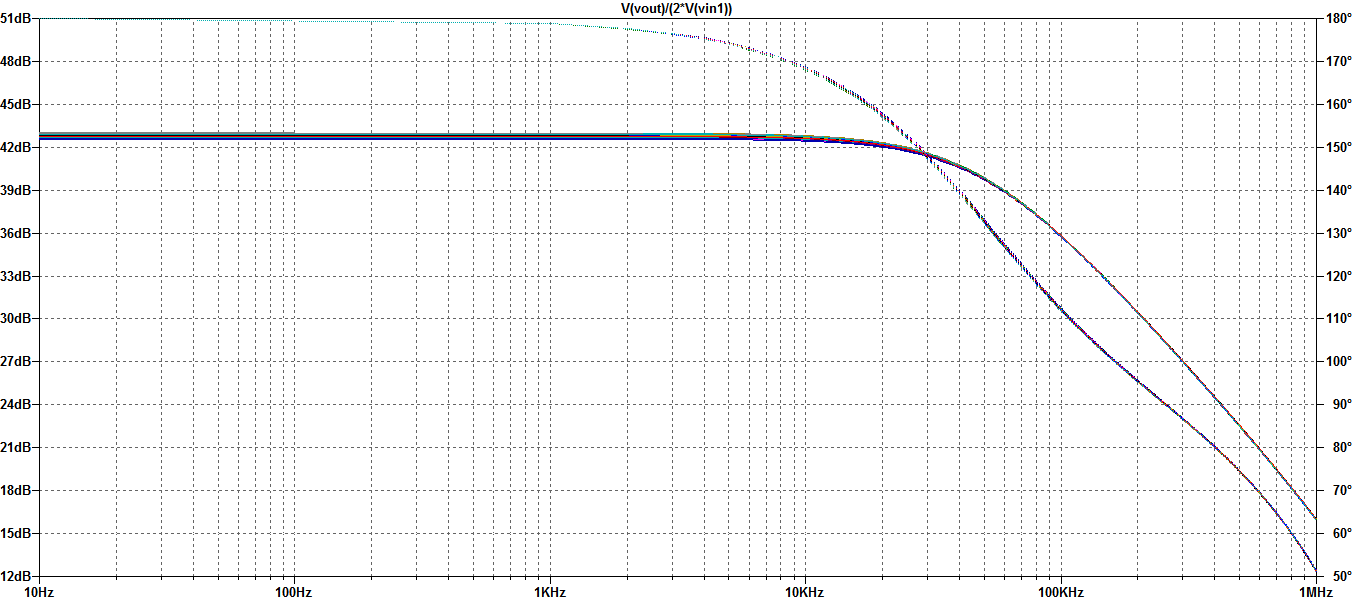 V(vout)/(2*V(vin1))
51dB 180°
48dB 170°
45dB 160°
42dB 150°
39dB 140°
36dB 130°
33dB 120°
30dB 110°
27dB 100°
24dB 90°
21dB 80°
18dB 70°
15dB 60°
12dB 50°
10Hz 100Hz 1KHz 10KHz 100KHz 1MHz